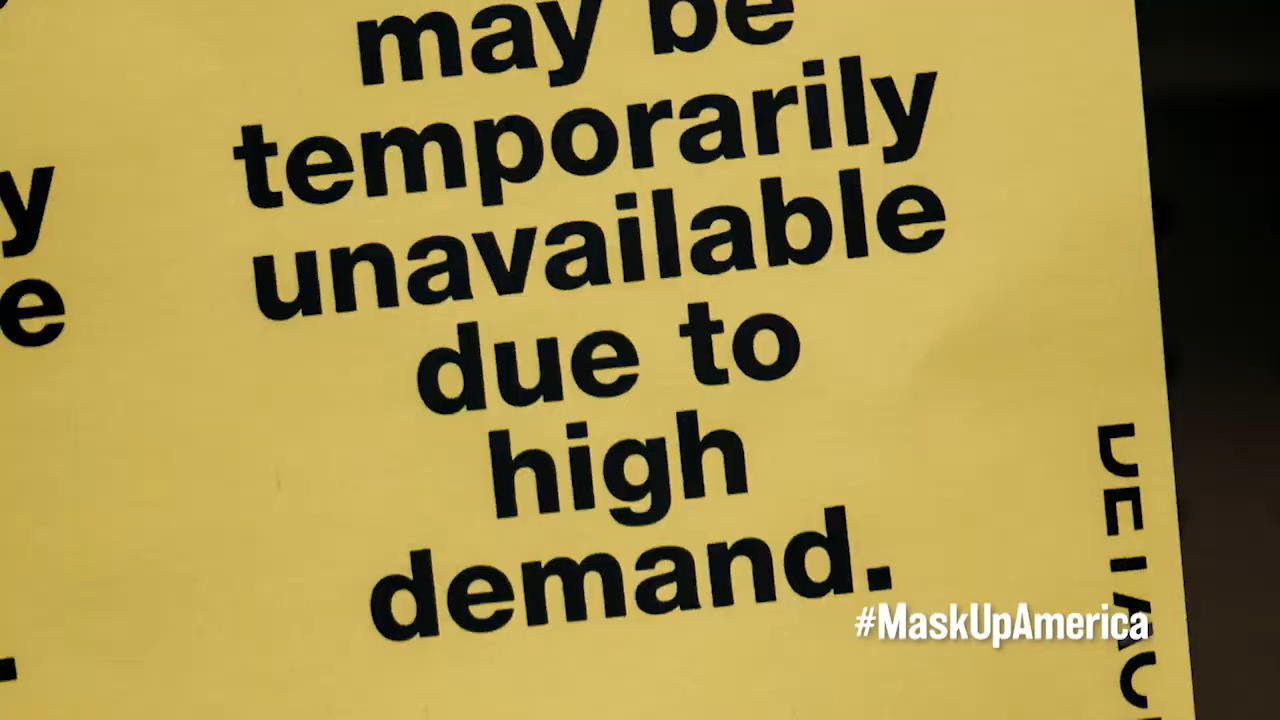 may be
temporarily
unavailable
due to
high
demand.
#MaskUpAmerica